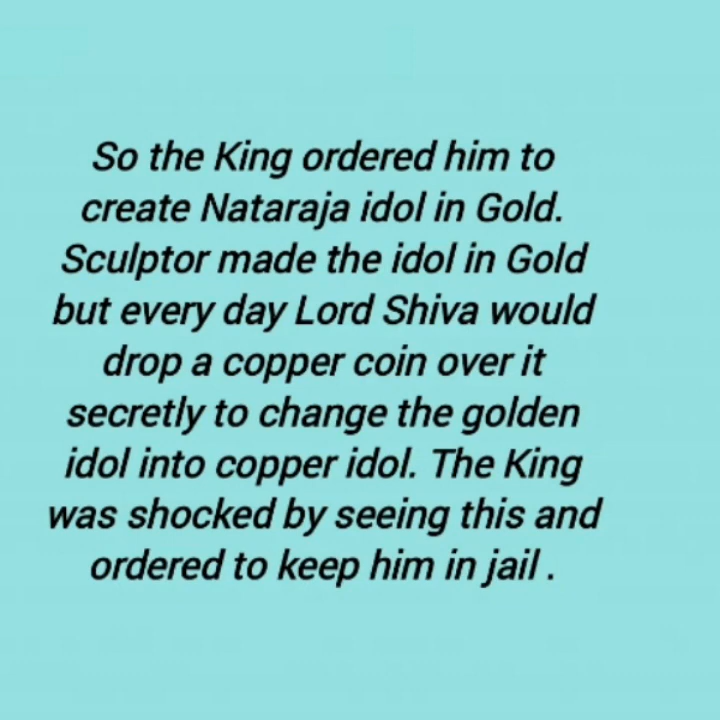 So the King ordered him to
create Nataraja idol in Gold.
Sculptor made the idol in Gold
but every day Lord Shiva would
drop a copper coin over it
secretly to change the golden
idol into copper idol. The King
was shocked by seeing this and
ordered to keep him in jail .